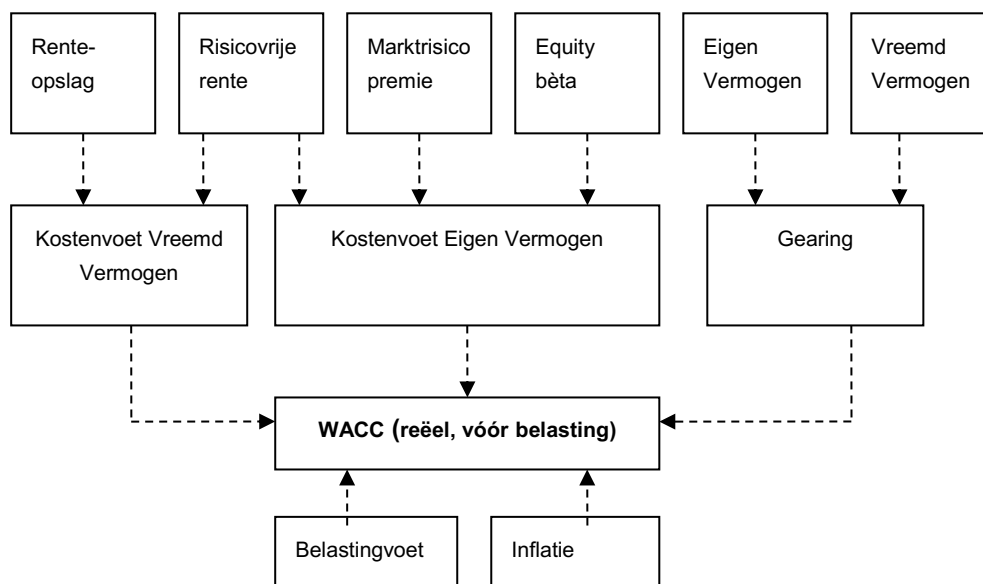 Rente-
opslag
Risicovrije
rente
Marktrisico
premie
Equity
bèta
Eigen
Vermogen
Vreemd
Vermogen
Kostenvoet Vreemd
Vermogen
Kostenvoet Eigen Vermogen
Gearing
WACC (reëel, vóór belasting)
Belastingvoet
Inflatie